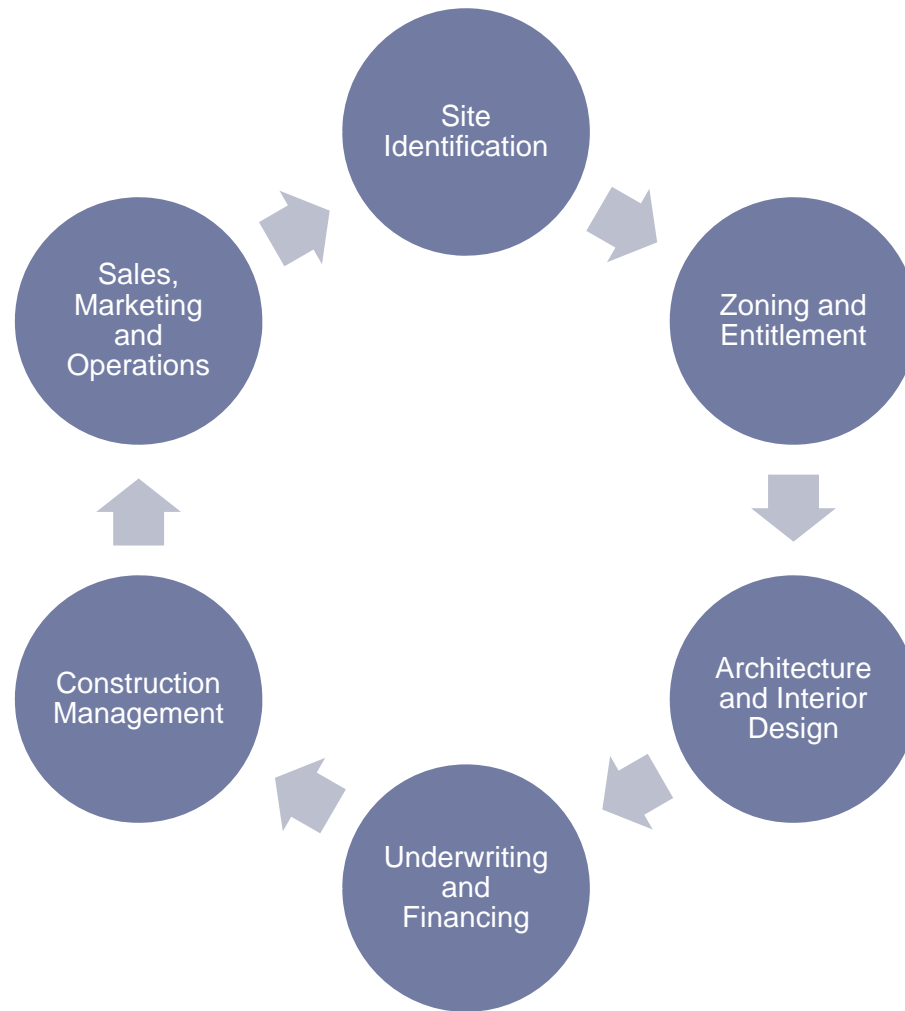 Site
Identification
Zoning and
Entitlement
Architecture
and Interior
Design
Underwriting
and
Financing
Construction
Management
Sales,
Marketing
and
Operations